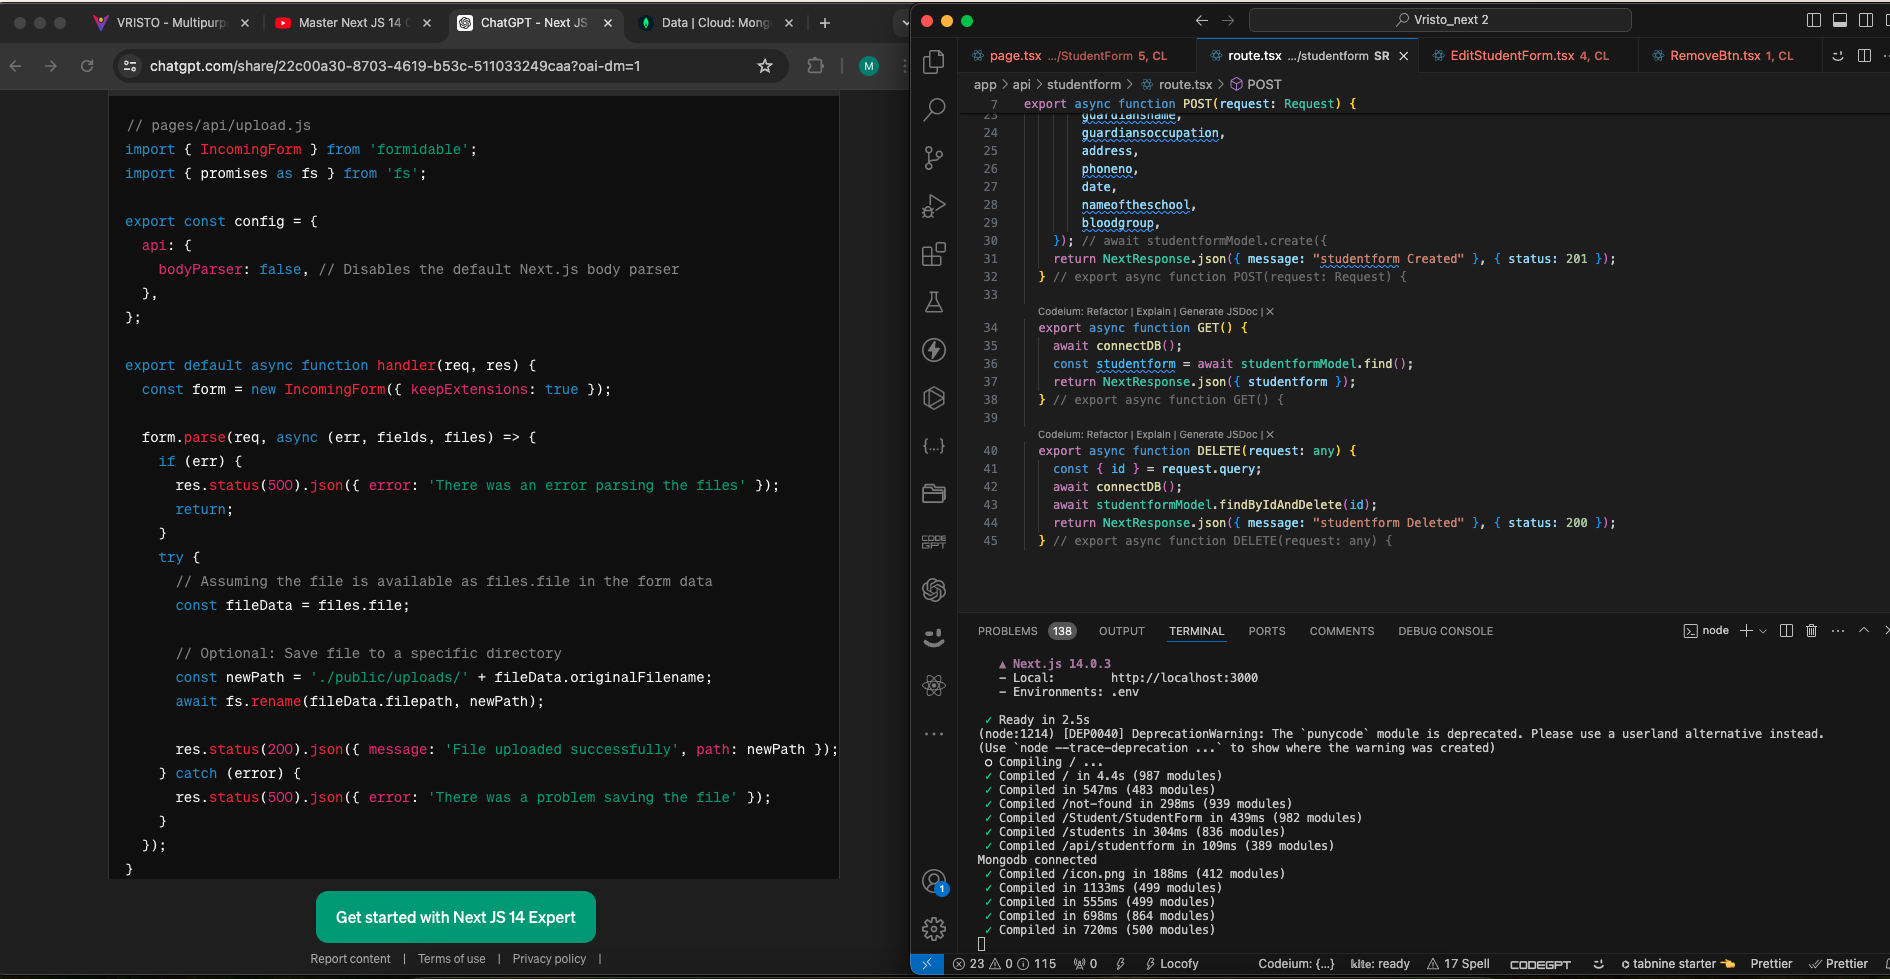 VRISTO - Multipurp
Master Next JS 14
ChatGPT - Next JS
Data | Cloud: Mong
chatgpt.com/share/22c00a30-8703-4619-b53c-511033249caa?oai-dm=1
M
// pages/api/upload.js
import { IncomingForm } from 'formidable';
import { promises as fs } from 'fs';
export const config = {
api: {
bodyParser: false, // Disables the default Next.js body parser
},
};
export default async function handler(req, res) {
const form = new IncomingForm({ keepExtensions: true });
form.parse(req, async (err, fields, files) => {
if (err) {
res.status(500).json({ error: 'There was an error parsing the files' });
return;
}
try {
// Assuming the file is available as files.file in the form data
const fileData = files.file;
// Optional: Save file to a specific directory
const newPath = './public/uploads/' + fileData.originalFilename;
await fs.rename(fileData.filepath, newPath);
res.status(200).json({ message: 'File uploaded successfully', path: newPath });
} catch (error) {
res.status(500).json({ error: 'There was a problem saving the file' });
}
});
}
Get started with Next JS 14 Expert
Report content | Terms of use | Privacy policy |
Vristo_next 2
page.tsx .../StudentForm 5, CL
route.tsx .../studentform SR
EditStudentForm.tsx 4, CL
RemoveBtn.tsx 1, CL
app > api > studentform > route.tsx > POST
7 export async function POST(request: Request) {
23 guardiansname,
24 guardiansoccupation,
25 address,
26 phoneno,
27 date,
28 nameoftheschool,
29 bloodgroup,
30 }); // await studentformModel.create({
31 return NextResponse.json({ message: "studentform Created" }, { status: 201 });
32 } // export async function POST(request: Request) {
33
Codeium: Refactor | Explain | Generate JSDoc | X
34 export async function GET() {
35 await connectDB();
36 const studentform = await studentformModel.find();
37 return NextResponse.json({ studentform });
38 } // export async function GET() {
39
Codeium: Refactor | Explain | Generate JSDoc | X
40 export async function DELETE(request: any) {
41 const { id } = request.query;
42 await connectDB();
43 await studentformModel.findByIdAndDelete(id);
44 return NextResponse.json({ message: "studentform Deleted" }, { status: 200 });
45 } // export async function DELETE(request: any) {
CODE
GPT
PROBLEMS 138 OUTPUT TERMINAL PORTS COMMENTS DEBUG CONSOLE
node
▲ Next.js 14.0.3
- Local: http://localhost:3000
- Environments: .env
✓ Ready in 2.5s
(node:1214) [DEP0040] DeprecationWarning: The `punycode` module is deprecated. Please use a userland alternative instead.
(Use `node --trace-deprecation ...` to show where the warning was created)
○ Compiling / ...
✓ Compiled / in 4.4s (987 modules)
✓ Compiled in 547ms (483 modules)
✓ Compiled /not-found in 298ms (939 modules)
✓ Compiled /Student/StudentForm in 439ms (982 modules)
✓ Compiled /students in 304ms (836 modules)
✓ Compiled /api/studentform in 109ms (389 modules)
Mongodb connected
✓ Compiled /icon.png in 188ms (412 modules)
✓ Compiled in 1133ms (499 modules)
✓ Compiled in 555ms (499 modules)
✓ Compiled in 698ms (864 modules)
✓ Compiled in 720ms (500 modules)
1
23 0 115 0 Locofy Codeium: {...} kite: ready 17 Spell CODEGPT tabnine starter Prettier Prettier